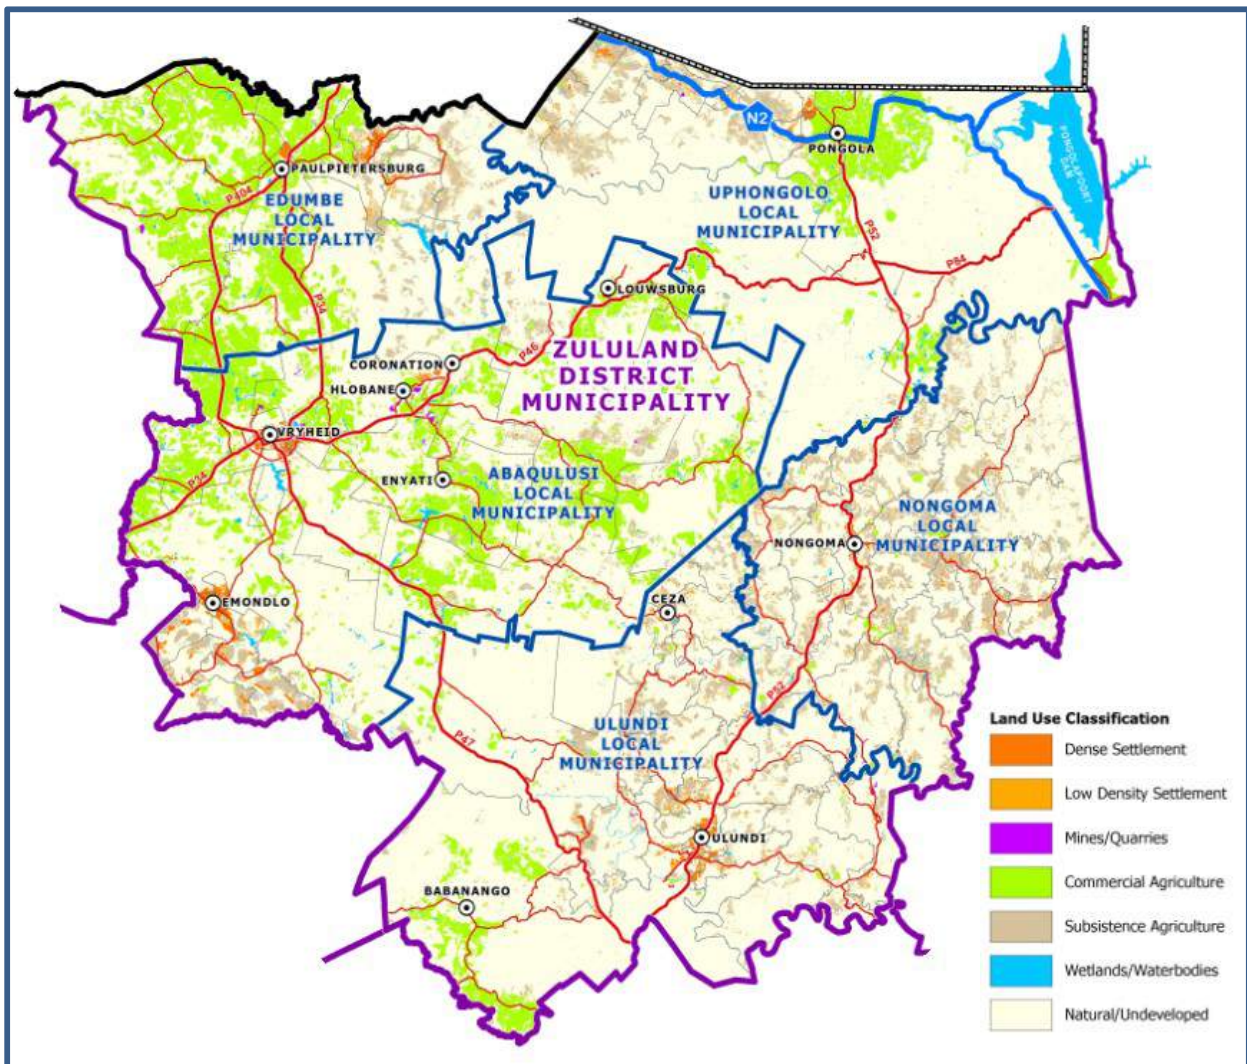 N2
PONGOLA
PONGOLAPOORT
DAM
PAULPIETERSBURG
P404
EDUMBE
LOCAL
MUNICIPALITY
UPHONGOLO
LOCAL
MUNICIPALITY
P52
P84
P34
LOUWSBURG
CORONATION
P46
HLOBANE
ZULULAND
DISTRICT
MUNICIPALITY
VRYHEID
P34
ENYATI
ABAQULUSI
LOCAL
MUNICIPALITY
NONGOMA
LOCAL
MUNICIPALITY
NONGOMA
EMONDLO
CEZA
P52
P47
ULUNDI
LOCAL
MUNICIPALITY
ULUNDI
BABANANGO
Land Use Classification
Dense Settlement
Low Density Settlement
Mines/Quarries
Commercial Agriculture
Subsistence Agriculture
Wetlands/Waterbodies
Natural/Undeveloped